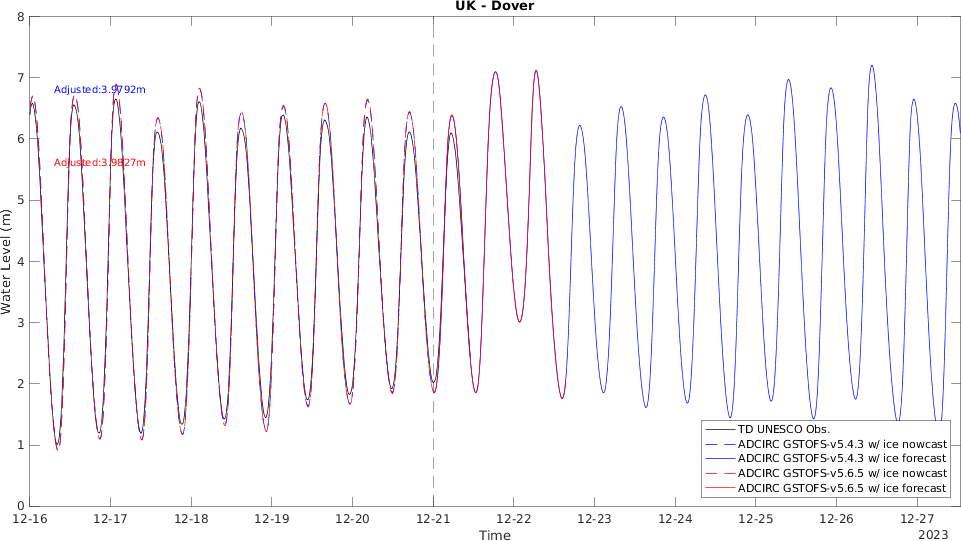 UK - Dover
8
7
6
5
4
3
2
1
0
Water Level (m)
Adjusted:3.9792m
Adjusted:3.9827m
12-16
12-17
12-18
12-19
12-20
12-21
12-22
12-23
12-24
12-25
12-26
12-27
Time
2023
TD UNESCO Obs.
ADCIRC GSTOFS-v5.4.3 w/ ice nowcast
ADCIRC GSTOFS-v5.4.3 w/ ice forecast
ADCIRC GSTOFS-v5.6.5 w/ ice nowcast
ADCIRC GSTOFS-v5.6.5 w/ ice forecast